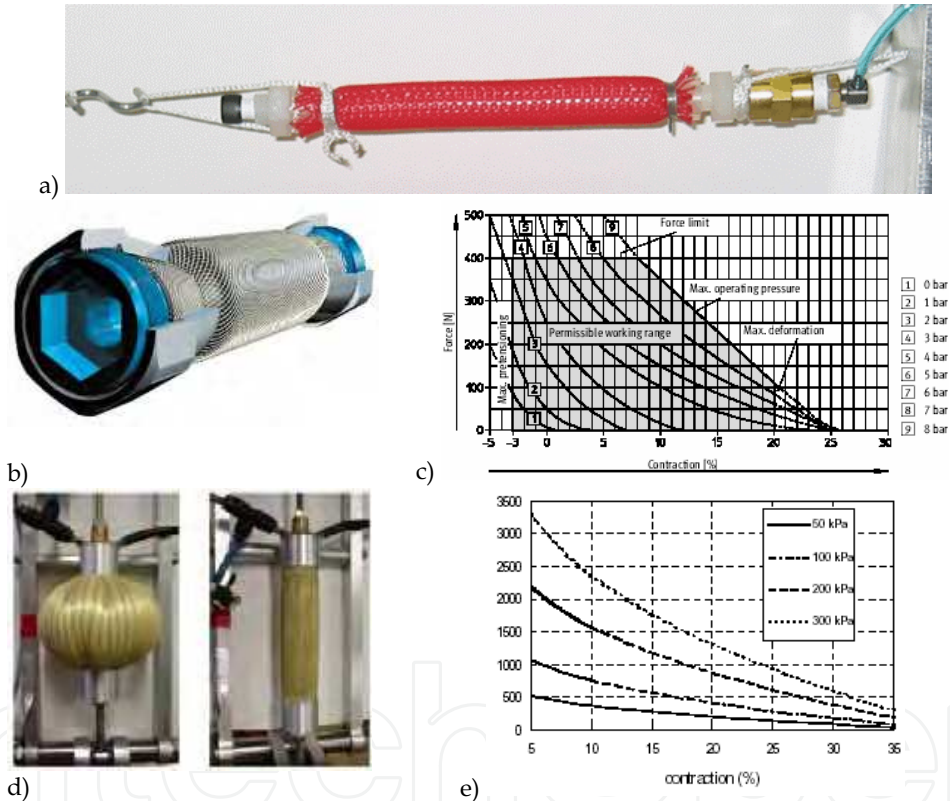 a)
b)
500
400
300
200
100
0
Force [N]
Max. pretensioning
5
7
9
4
6
8
3
2
1
Force limit
Max. operating pressure
Permissible working range
Max. deformation
-5
-3
0
5
10
15
20
25
30
Contraction [%]
1 0 bar
2 1 bar
3 2 bar
4 3 bar
5 4 bar
6 5 bar
7 6 bar
8 7 bar
9 8 bar
c)
d)
3500
3000
2500
2000
1500
1000
500
0
50 kPa
100 kPa
200 kPa
300 kPa
5
10
15
20
25
30
35
contraction (%)
e)